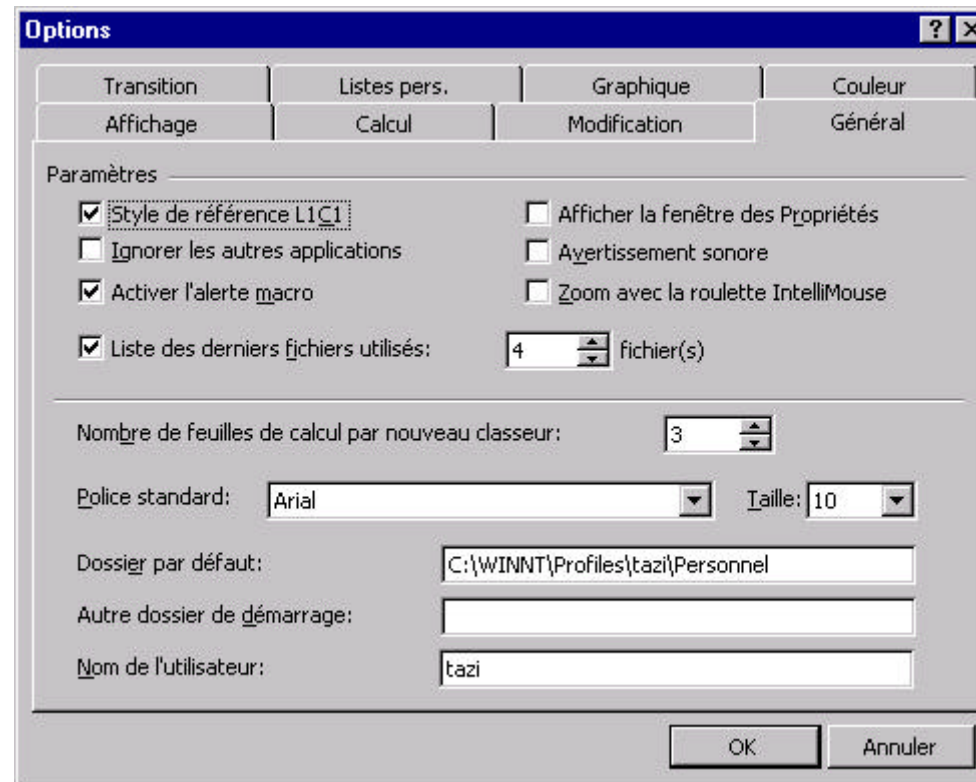 Options
Transition Listes pers. Graphique Couleur
Affichage Calcul Modification Général
Paramètres
Style de référence L1C1 Afficher la fenêtre des Propriétés
Ignorer les autres applications Avertissement sonore
Activer l'alerte macro Zoom avec la roulette IntelliMouse
Liste des derniers fichiers utilisés: 4 fichier(s)
Nombre de feuilles de calcul par nouveau classeur: 3
Police standard: Arial Taille: 10
Dossier par défaut: C:\WINNT\Profiles\tazi\Personnel
Autre dossier de démarrage:
Nom de l'utilisateur: tazi
OK Annuler